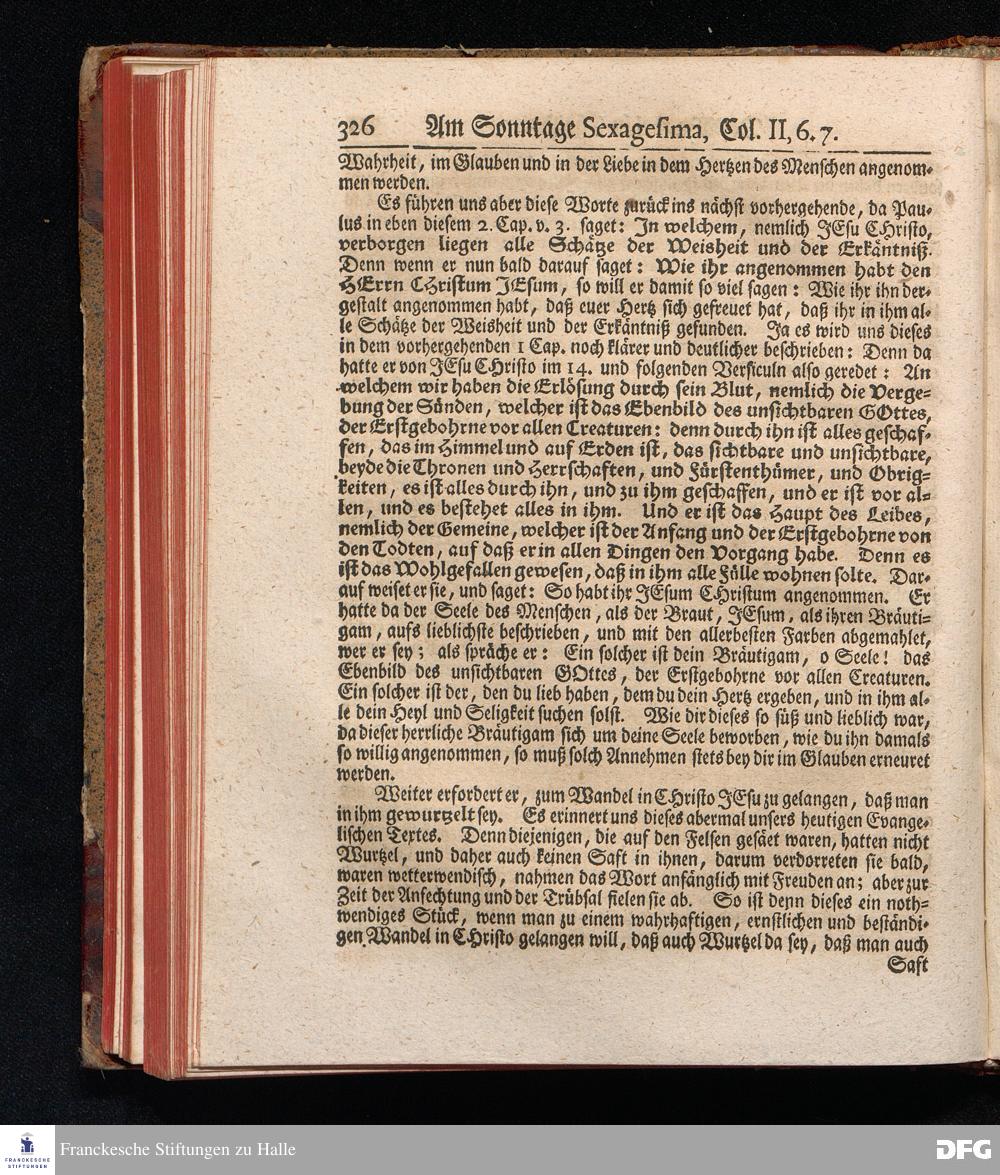 326 Am Sonntage Sexagesima, Col. II, 6. 7.
Wahrheit, im Glauben und in der Liebe in dem Hertzen des Menschen angenom-
men werden.
Es führen uns aber diese Worte zurück ins nächst vorhergehende, da Pau-
lus in eben diesem 2. Cap. v. 3. saget: In welchem, nemlich JEsu CHristo,
verborgen liegen alle Schätze der Weisheit und der Erkäntniß.
Denn wenn er nun bald darauf saget: Wie ihr angenommen habt den
HErrn CHristum JEsum, so will er damit so viel sagen: Wie ihr ihn der-
gestalt angenommen habt, daß euer Hertz sich gefreuet hat, daß ihr in ihm al-
le Schätze der Weisheit und der Erkäntniß gefunden. Ja es wird uns dieses
in dem vorhergehenden 1 Cap. noch klärer und deutlicher beschrieben: Denn da
hatte er von JEsu CHristo im 14. und folgenden Versiculn also geredet: An
welchem wir haben die Erlösung durch sein Blut, nemlich die Verge-
bung der Sünden, welcher ist das Ebenbild des unsichtbaren GOttes,
der Erstgebohrne vor allen Creaturen: denn durch ihn ist alles geschaf-
fen, das im Himmel und auf Erden ist, das sichtbare und unsichtbare,
beyde die Thronen und Herrschaften, und Fürstenthümer, und Obrig-
keiten, es ist alles durch ihn, und zu ihm geschaffen, und er ist vor al-
len, und es bestehet alles in ihm. Und er ist das Haupt des Leibes,
nemlich der Gemeine, welcher ist der Anfang und der Erstgebohrne von
den Todten, auf daß er in allen Dingen den Vorgang habe. Denn es
ist das Wohlgefallen gewesen, daß in ihm alle Fülle wohnen solte. Dar-
auf weiset er sie, und saget: So habt ihr JEsum CHristum angenommen. Er
hatte da der Seele des Menschen, als der Braut, JEsum, als ihren Bräuti-
gam, aufs lieblichste beschrieben, und mit den allerbesten Farben abgemahlet,
wer er sey; als spräche er: Ein solcher ist dein Bräutigam, o Seele! das
Ebenbild des unsichtbaren GOttes, der Erstgebohrne vor allen Creaturen.
Ein solcher ist der, den du lieb haben, dem du dein Hertz ergeben, und in ihm al-
le dein Heyl und Seligkeit suchen solst. Wie dir dieses so süß und lieblich war,
da dieser herrliche Bräutigam sich um deine Seele beworben, wie du ihn damals
so willig angenommen, so muß solch Annehmen stets bey dir im Glauben erneuret
werden.
Weiter erfordert er, zum Wandel in CHristo JEsu zu gelangen, daß man
in ihm gewurtzelt sey. Es erinnert uns dieses abermal unsers heutigen Evange-
lischen Textes. Denn diejenigen, die auf den Felsen gesäet waren, hatten nicht
Wurtzel, und daher auch keinen Saft in ihnen, darum verdorreten sie bald,
waren wetterwendisch, nahmen das Wort anfänglich mit Freuden an; aber zur
Zeit der Anfechtung und der Trübsal fielen sie ab. So ist denn dieses ein noth-
wendiges Stück, wenn man zu einem wahrhaftigen, ernstlichen und beständi-
gen Wandel in CHristo gelangen will, daß auch Wurtzel da sey, daß man auch
Saft
FRANCKESCHE STIFTUNGEN
Franckesche Stiftungen zu Halle
DFG